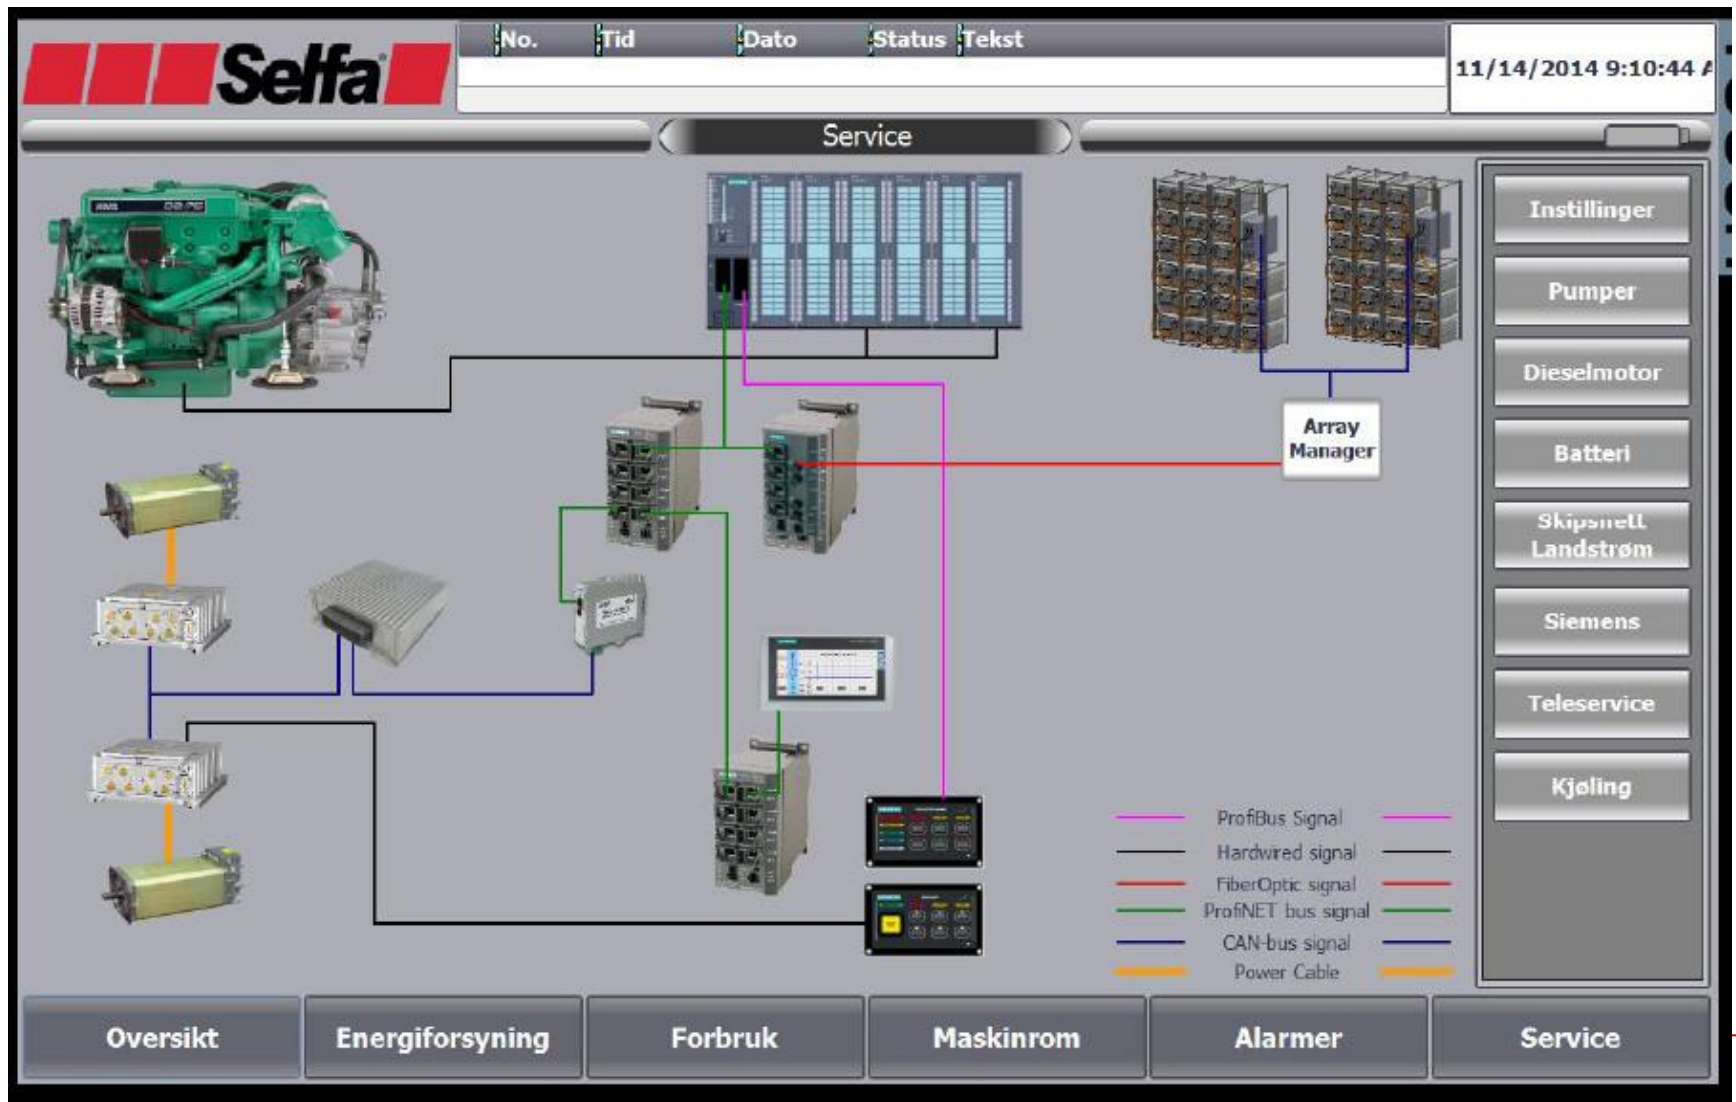 Selfa
No. Tid Dato Status Tekst
11/14/2014 9:10:44 A
Service
Instillinger
Pumper
Dieselmotor
Batteri
Skipsnett
Landstrøm
Siemens
Teleservice
Kjøling
Array
Manager
ProfiBus Signal
Hardwired signal
FiberOptic signal
ProfiNET bus signal
CAN-bus signal
Power Cable
Oversikt
Energiforsyning
Forbruk
Maskinrom
Alarmer
Service